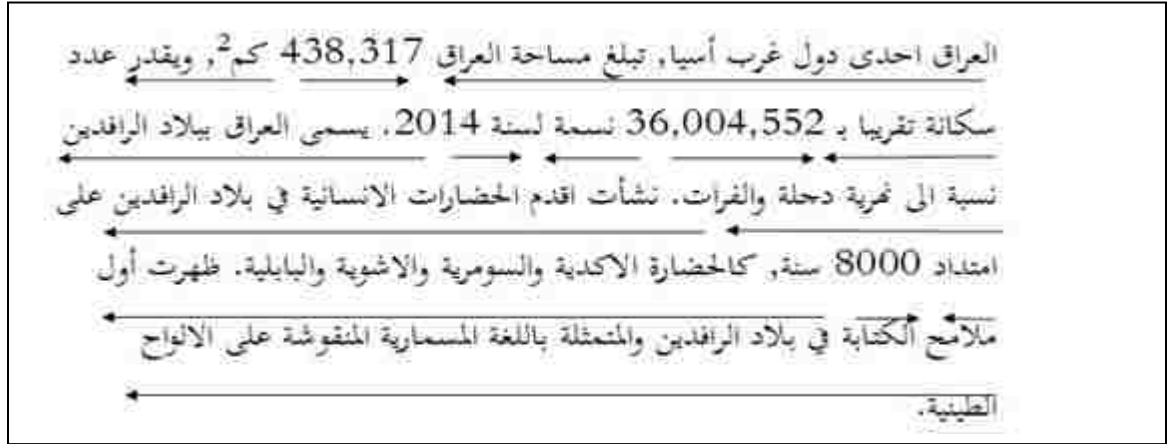 العراق احدى دول غرب أسيا, تبلغ مساحة العراق 438,317 كم2, ويقدر عدد
سكانة تقريبا بـ 36,004,552 نسمة لسنة 2014. يسمى العراق ببلاد الرافدين
نسبة الى نهرية دجلة والفرات. نشأت اقدم الحضارات الانسانية في بلاد الرافدين على
امتداد 8000 سنة, كالحضارة الاكدية والسومرية والاشوية والبابلية. ظهرت أول
ملامح الكتابة في بلاد الرافدين والمتمثلة باللغة المسمارية المنقوشة على الالواح
الطينية.